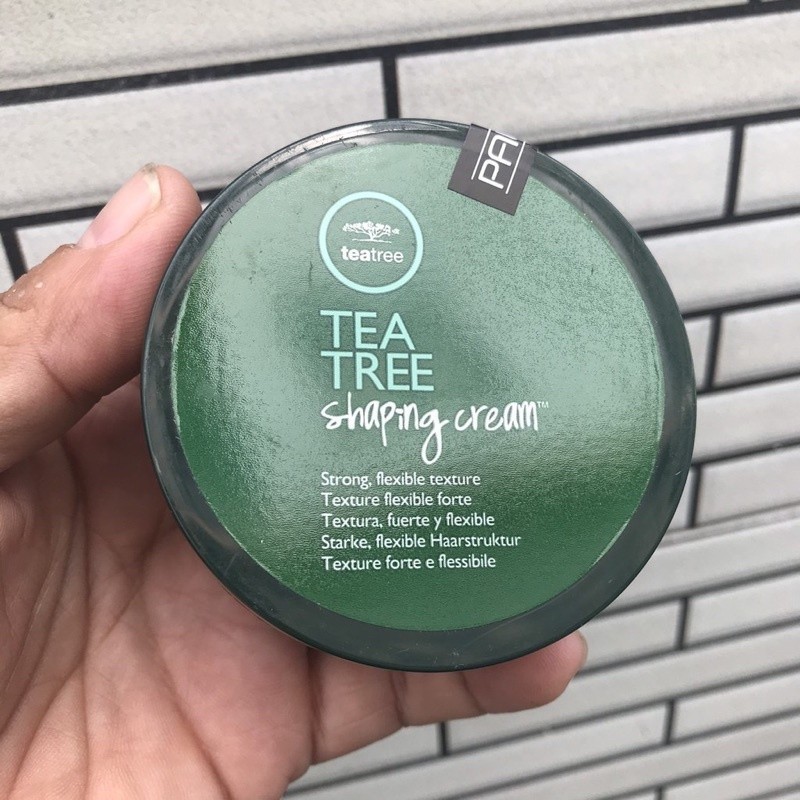 PA
teatree
TEA
TREE
shaping cream™
Strong, flexible texture
Texture flexible forte
Textura, fuerte y flexible
Starke, flexible Haarstruktur
Texture forte e flessibile